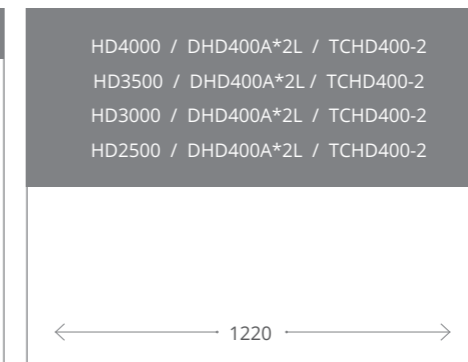 HD4000 / DHD400A*2L / TCHD400-2
HD3500 / DHD400A*2L / TCHD400-2
HD3000 / DHD400A*2L / TCHD400-2
HD2500 / DHD400A*2L / TCHD400-2
1220